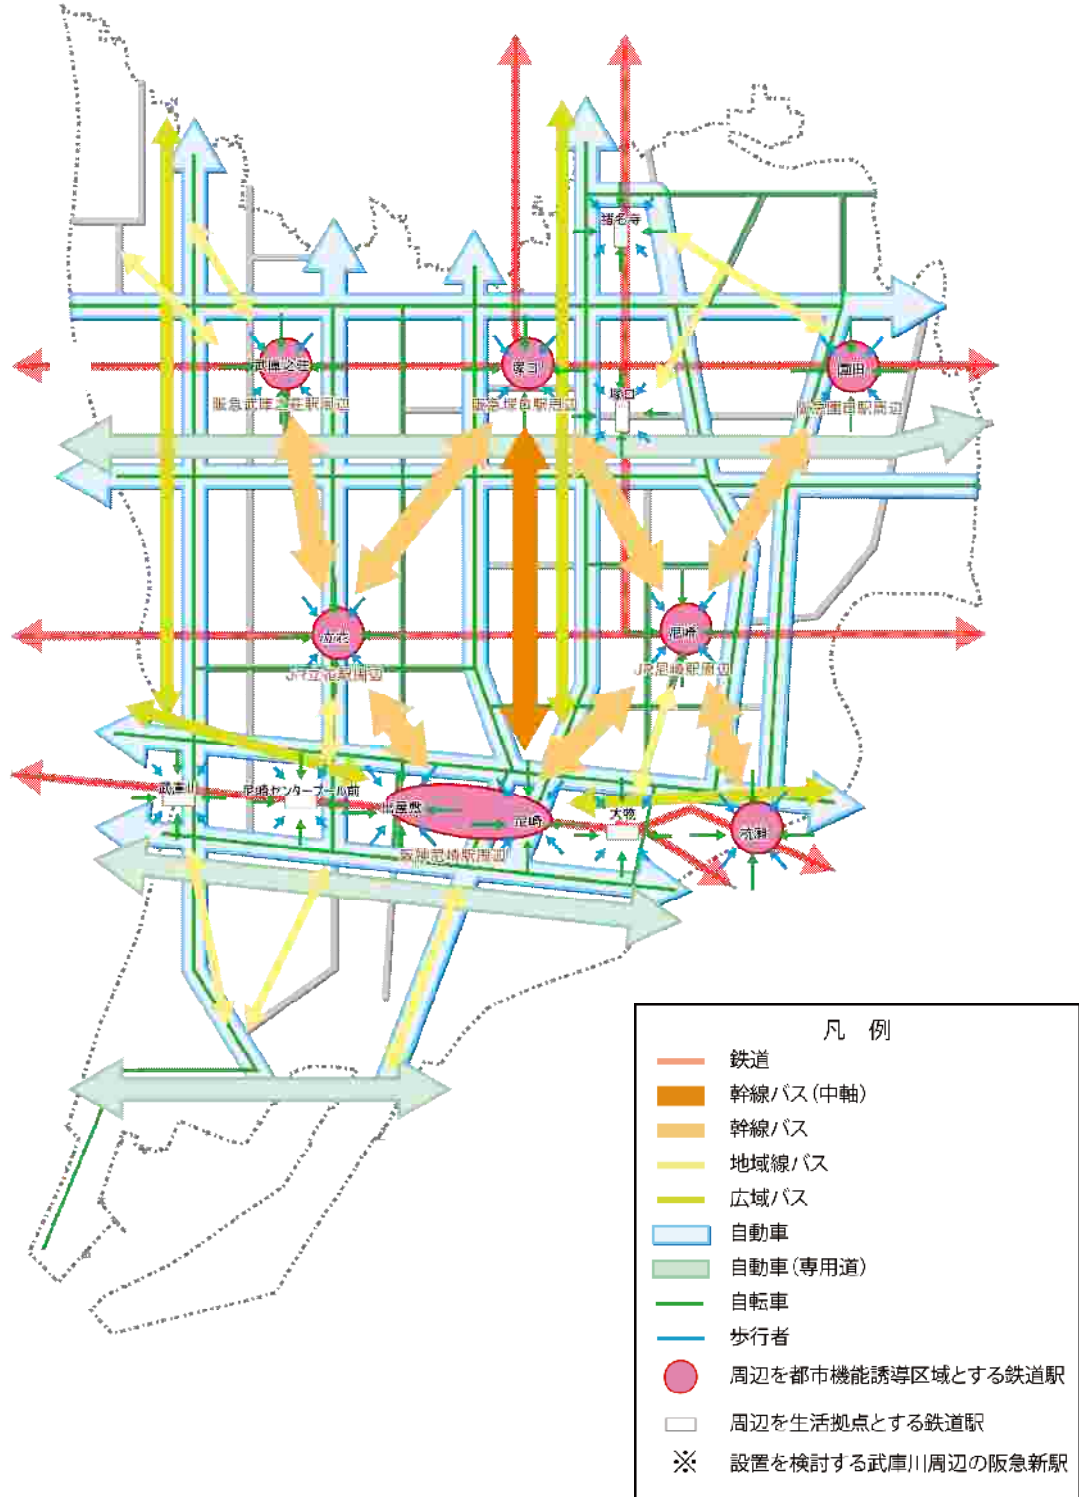 猪名寺
武庫之荘
塚口
園田
阪急武庫之荘駅周辺
阪急塚口駅周辺
塚口
阪急園田駅周辺
立花
尼崎
JR立花駅周辺
JR尼崎駅周辺
武庫川
尼崎センタープール前
出屋敷
尼崎
大物
杭瀬
阪神尼崎駅周辺
凡 例
鉄道
幹線バス(中軸)
幹線バス
地域線バス
広域バス
自動車
自動車(専用道)
自転車
歩行者
周辺を都市機能誘導区域とする鉄道駅
周辺を生活拠点とする鉄道駅
※ 設置を検討する武庫川周辺の阪急新駅